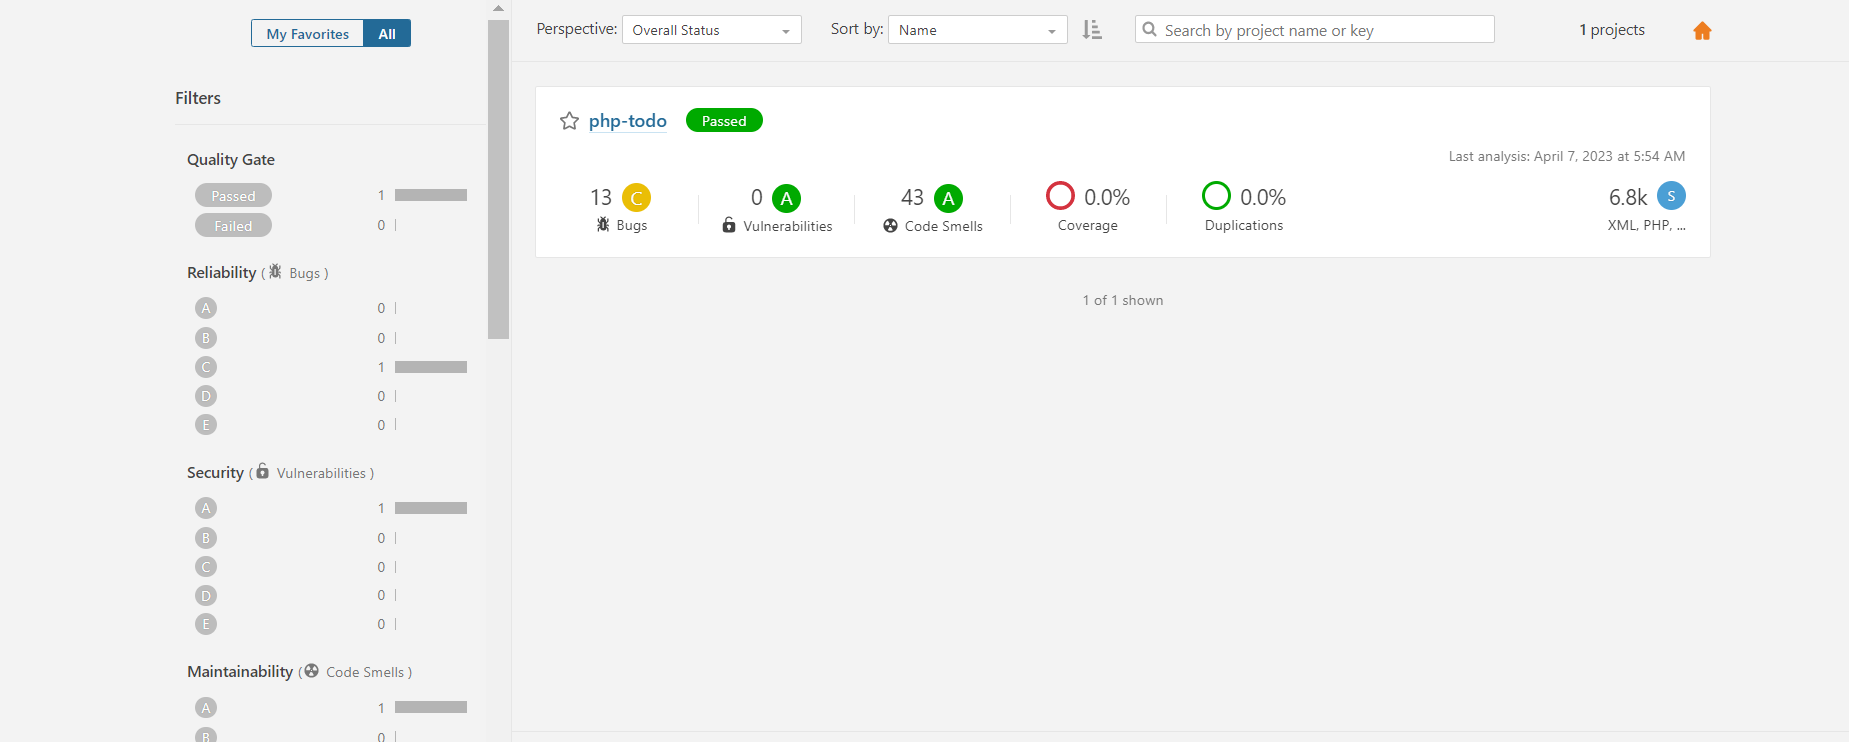 My Favorites All
Perspective: Overall Status Sort by: Name Search by project name or key 1 projects
Filters
Quality Gate
Passed 1
Failed 0
Reliability ( Bugs )
A 0
B 0
C 1
D 0
E 0
Security ( Vulnerabilities )
A 1
B 0
C 0
D 0
E 0
Maintainability ( Code Smells )
A 1
B 0
php-todo Passed
Last analysis: April 7, 2023 at 5:54 AM
13 C 0 A 43 A 0.0% 0.0% 6.8k S
Bugs Vulnerabilities Code Smells Coverage Duplications XML, PHP, ...
1 of 1 shown